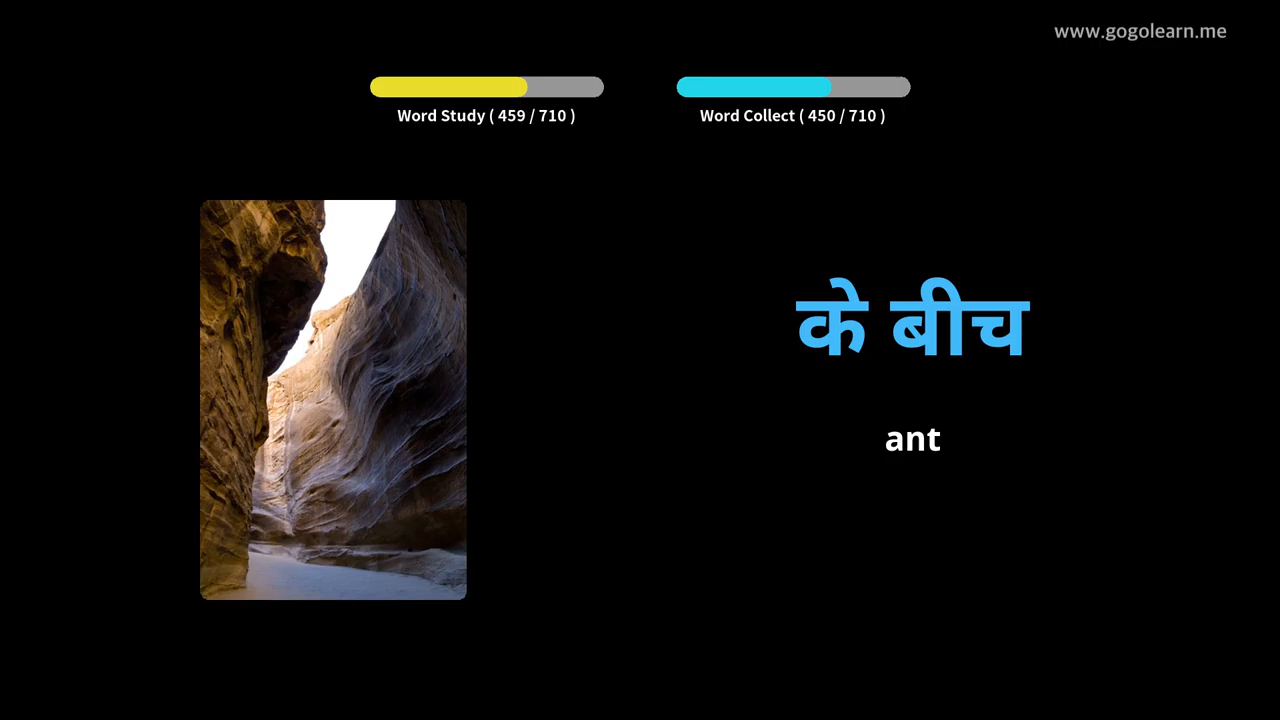 www.gogolearn.me
Word Study ( 459 / 710 )
Word Collect ( 450 / 710 )
के बीच
ant